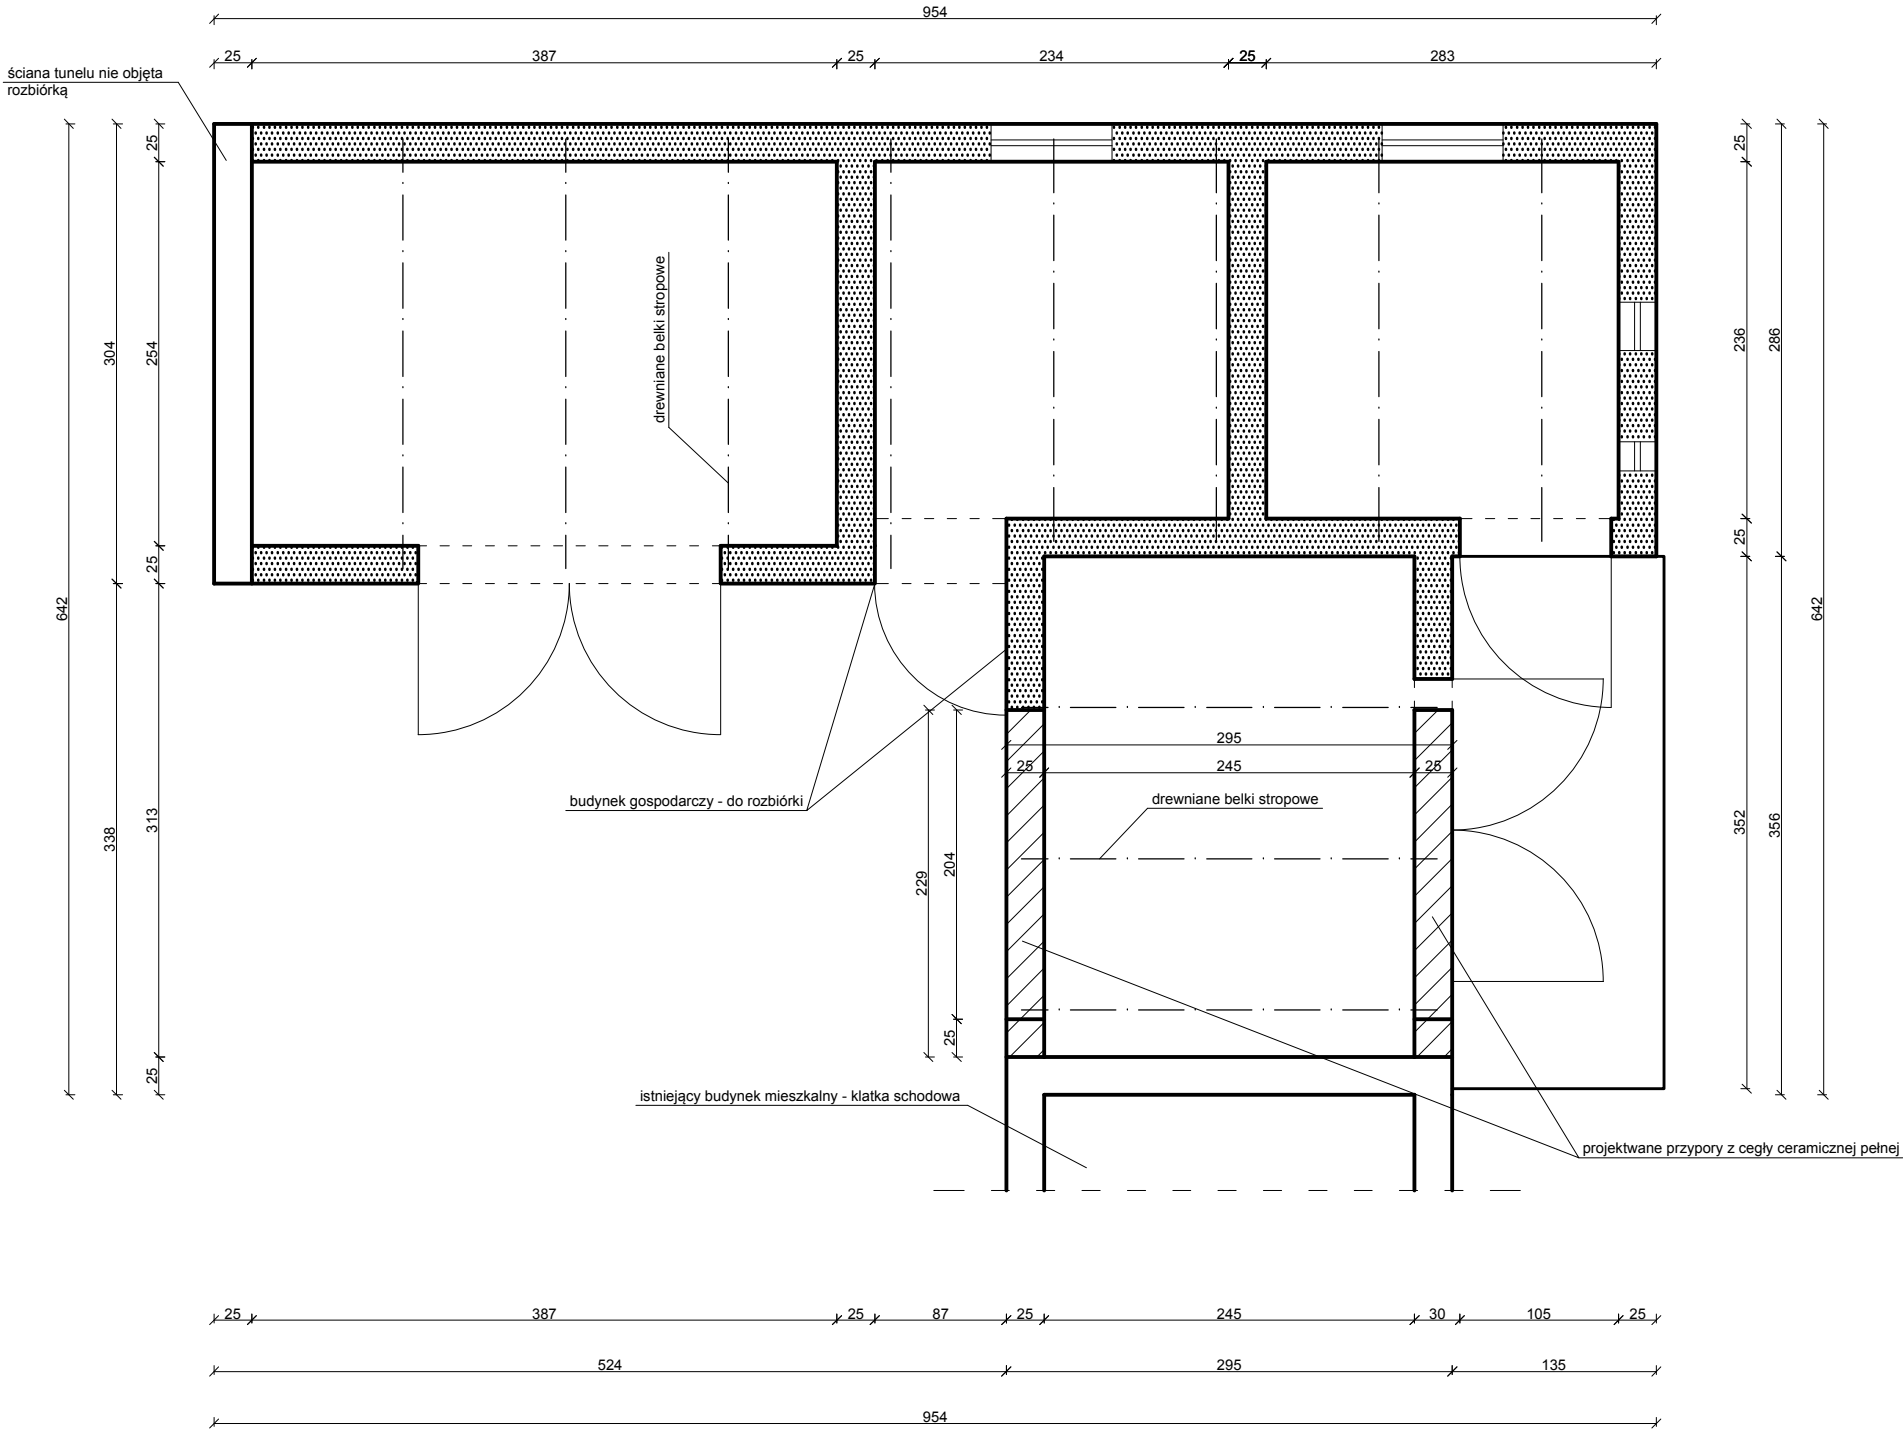 954
25 387 25 234 25 283
ściana tunelu nie objęta
rozbiórką
25
25
304
254
drewniane belki stropowe
236
286
25
25
642
642
295
25 245 25
budynek gospodarczy - do rozbiórki
drewniane belki stropowe
338
313
229
204
352
356
25
25
istniejący budynek mieszkalny - klatka schodowa
projektwane przypory z cegły ceramicznej pełnej
25 387 25 87 25 245 30 105 25
524 295 135
954